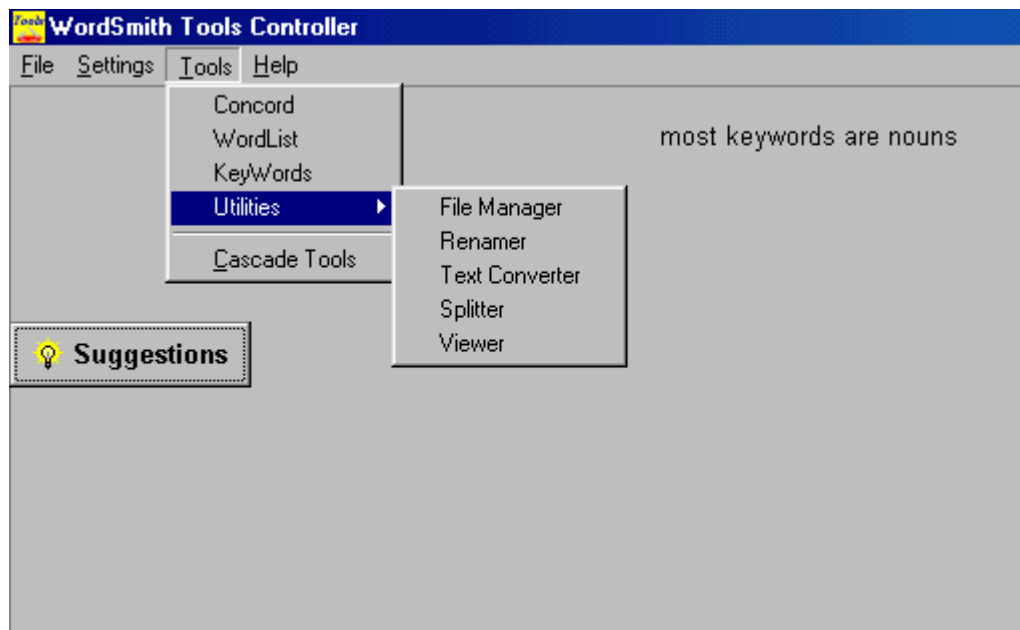 Tools WordSmith Tools Controller
File Settings Tools Help
Concord
WordList
KeyWords
Utilities
Cascade Tools
File Manager
Renamer
Text Converter
Splitter
Viewer
most keywords are nouns
Suggestions